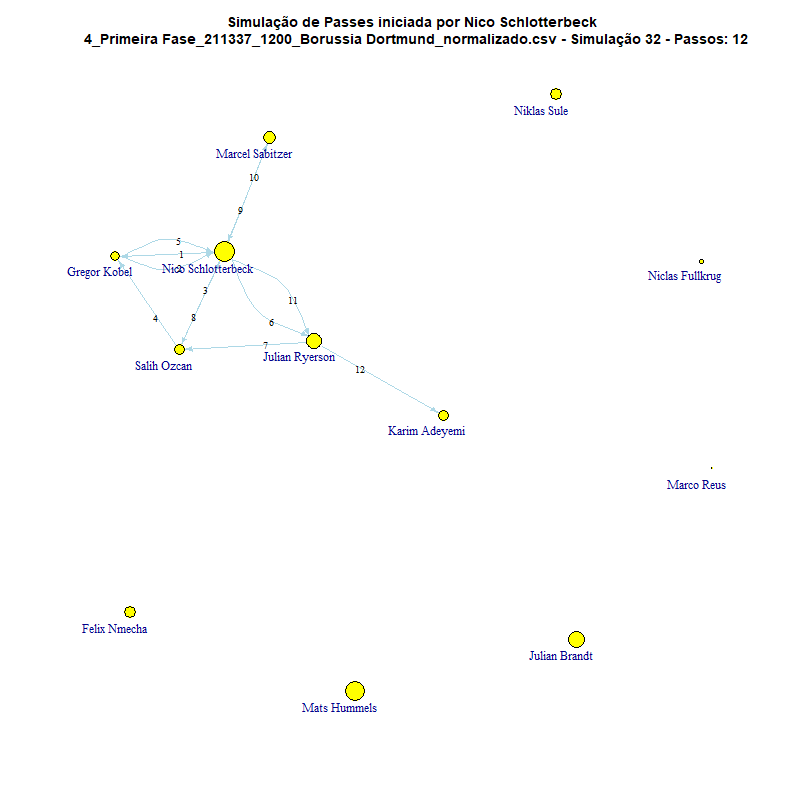 Simulação de Passes iniciada por Nico Schlotterbeck
4_Primeira Fase_211337_1200_Borussia Dortmund_normalizado.csv - Simulação 32 - Passos: 12
Niklas Sule
Marcel Sabitzer
10
9
5
1
2
Gregor Kobel
Nico Schlotterbeck
Niclas Fullkrug
3
11
4
8
6
7
Julian Ryerson
Salih Ozcan
12
Karim Adeyemi
Marco Reus
Felix Nmecha
Julian Brandt
Mats Hummels